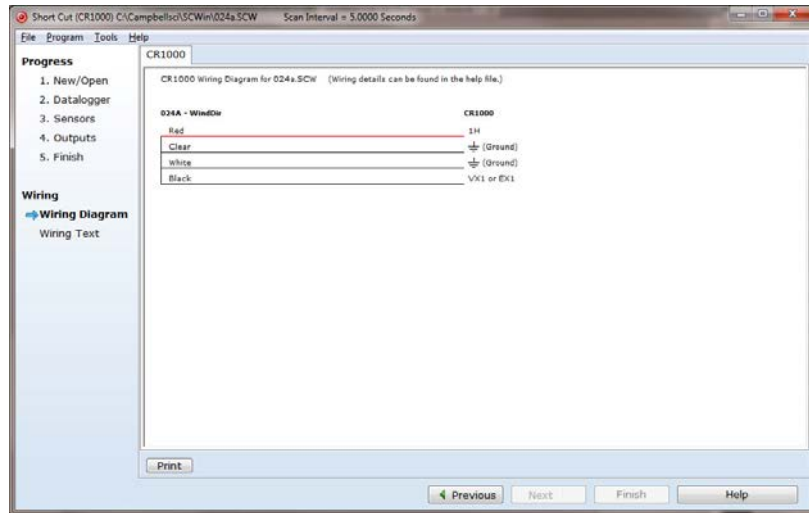 Short Cut (CR1000) C:\Campbellsci\SCWin\024a.SCW Scan Interval = 5.0000 Seconds
File Program Tools Help
Progress
1. New/Open
2. Datalogger
3. Sensors
4. Outputs
5. Finish
Wiring
Wiring Diagram
Wiring Text
CR1000
CR1000 Wiring Diagram for 024a.SCW (Wiring details can be found in the help file.)
024A - WindDir CR1000
Red 1H
Clear (Ground)
White (Ground)
Black VX1 or EX1
Print
Previous Next Finish Help